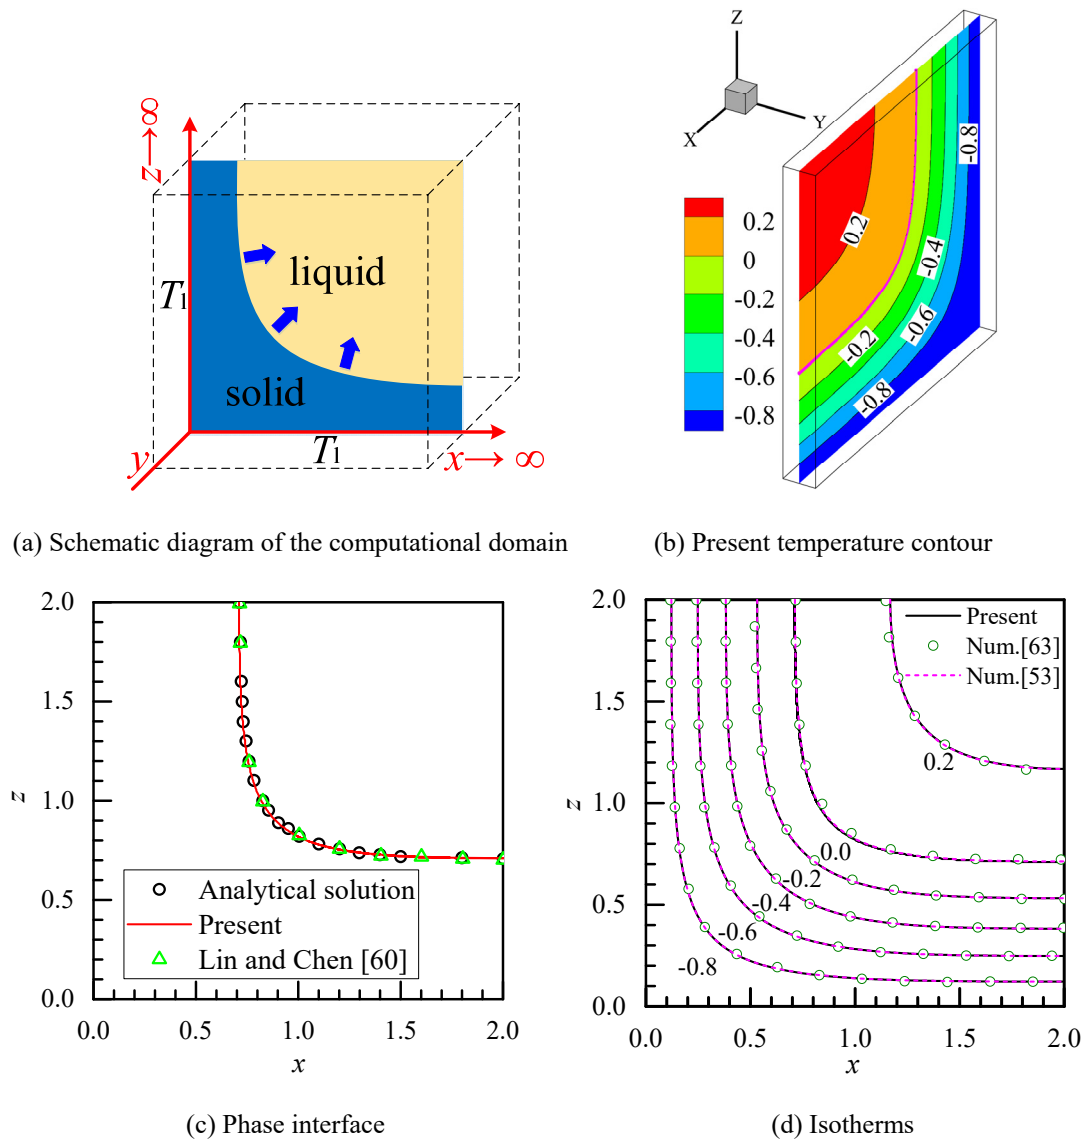 z→∞
T1
liquid
solid
y
T1
x→ ∞
(a) Schematic diagram of the computational domain
Z
X
Y
0.2
0
-0.2
-0.4
-0.6
-0.8
0.2
-0.8
-0.4
-0.6
-0.2
-0.8
(b) Present temperature contour
2.0
1.5
1.0
0.5
0.0
z
0.0 0.5 1.0 1.5 2.0
x
Analytical solution
Present
Lin and Chen [60]
(c) Phase interface
2.0
1.5
1.0
0.5
0.0
z
0.0 0.5 1.0 1.5 2.0
x
Present
Num.[63]
Num.[53]
0.2
0.0
-0.2
-0.4
-0.6
-0.8
(d) Isotherms